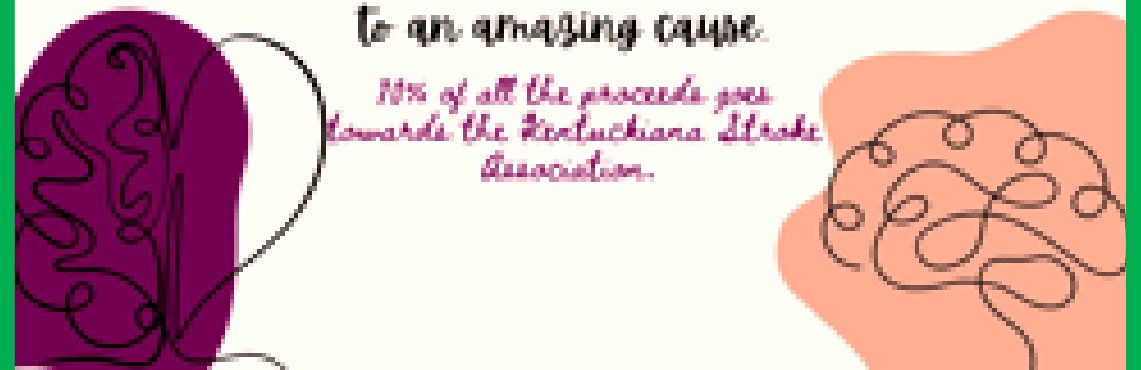 to an amazing cause.
10% of all the proceeds goes
towards the Kentuckiana Stroke
Association.